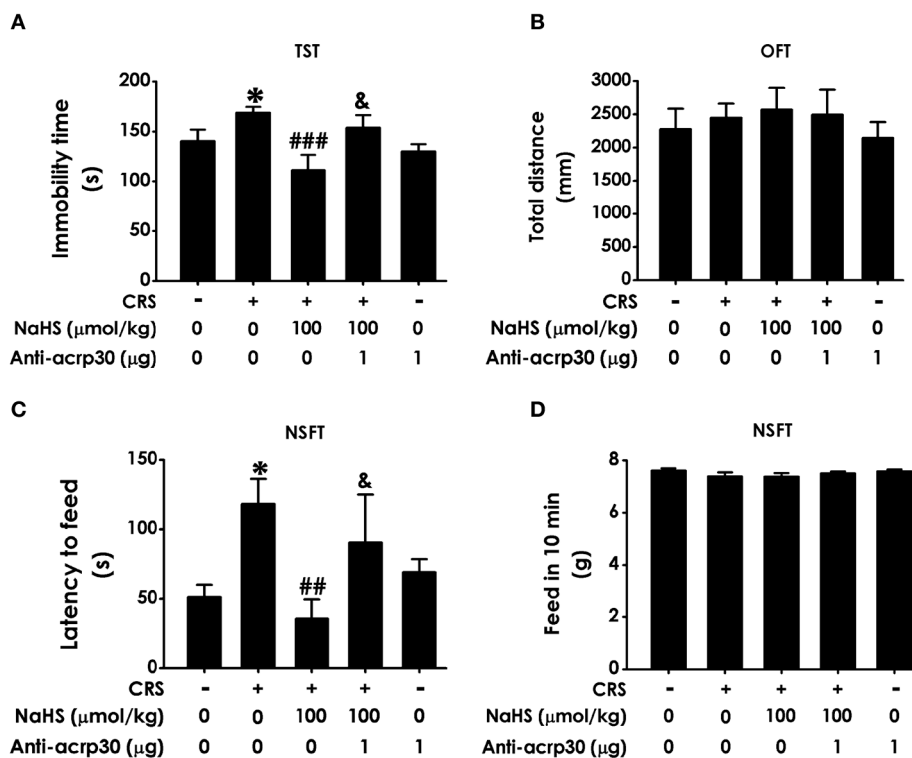 A
TST
Immobility time
(s)
200
150
100
50
0
*
###
&
CRS - + + + -
NaHS (μmol/kg) 0 0 100 100 0
Anti-acrp30 (μg) 0 0 0 1 1
B
OFT
Total distance
(mm)
3000
2500
2000
1500
1000
500
0
CRS - + + + -
NaHS (μmol/kg) 0 0 100 100 0
Anti-acrp30 (μg) 0 0 0 1 1
C
NSFT
Latency to feed
(s)
150
100
50
0
*
##
&
CRS - + + + -
NaHS (μmol/kg) 0 0 100 100 0
Anti-acrp30 (μg) 0 0 0 1 1
D
NSFT
Feed in 10 min
(g)
8
6
4
2
0
CRS - + + + -
NaHS (μmol/kg) 0 0 100 100 0
Anti-acrp30 (μg) 0 0 0 1 1